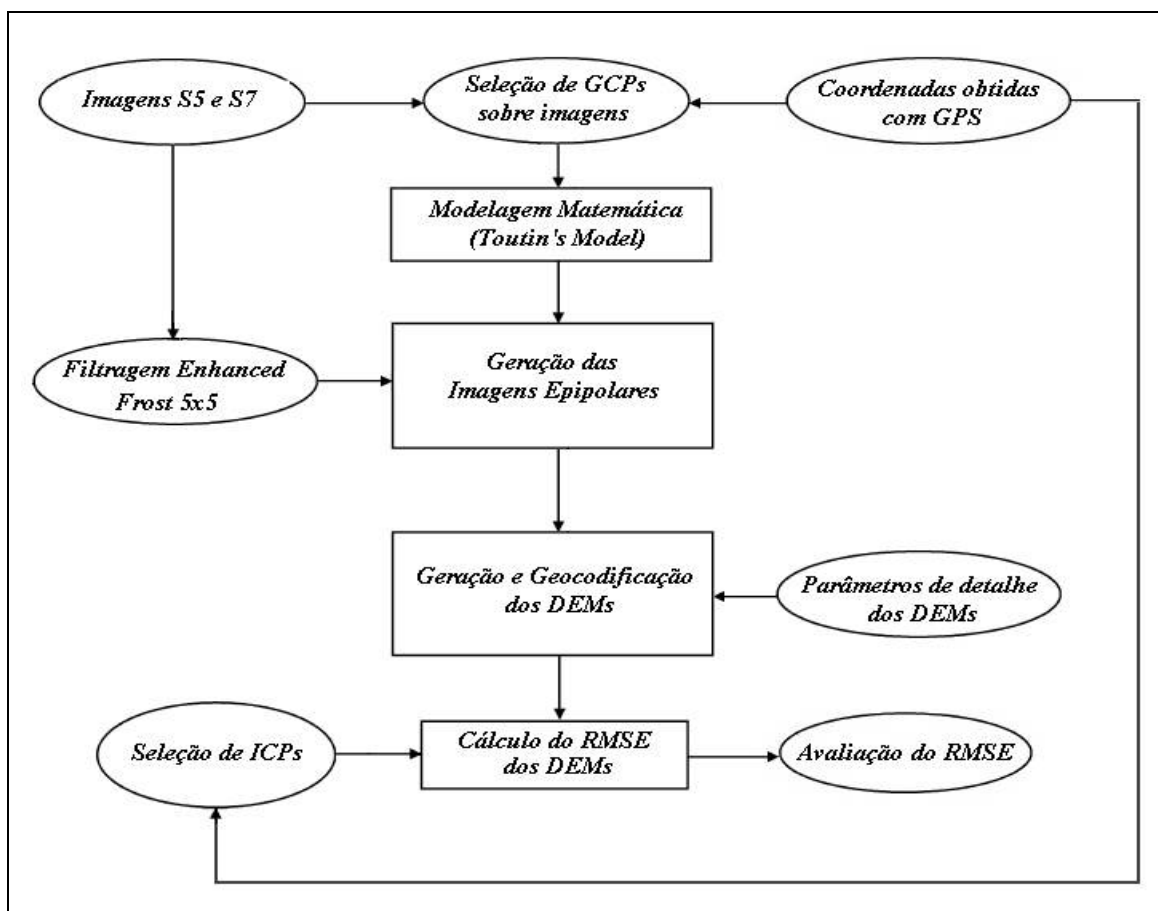 Imagens S5 e S7
Seleção de GCPs
sobre imagens
Coordenadas obtidas
com GPS
Modelagem Matemática
(Toutin's Model)
Filtragem Enhanced
Frost 5x5
Geração das
Imagens Epipolares
Geração e Geocodificação
dos DEMs
Parâmetros de detalhe
dos DEMs
Seleção de ICPs
Cálculo do RMSE
dos DEMs
Avaliação do RMSE